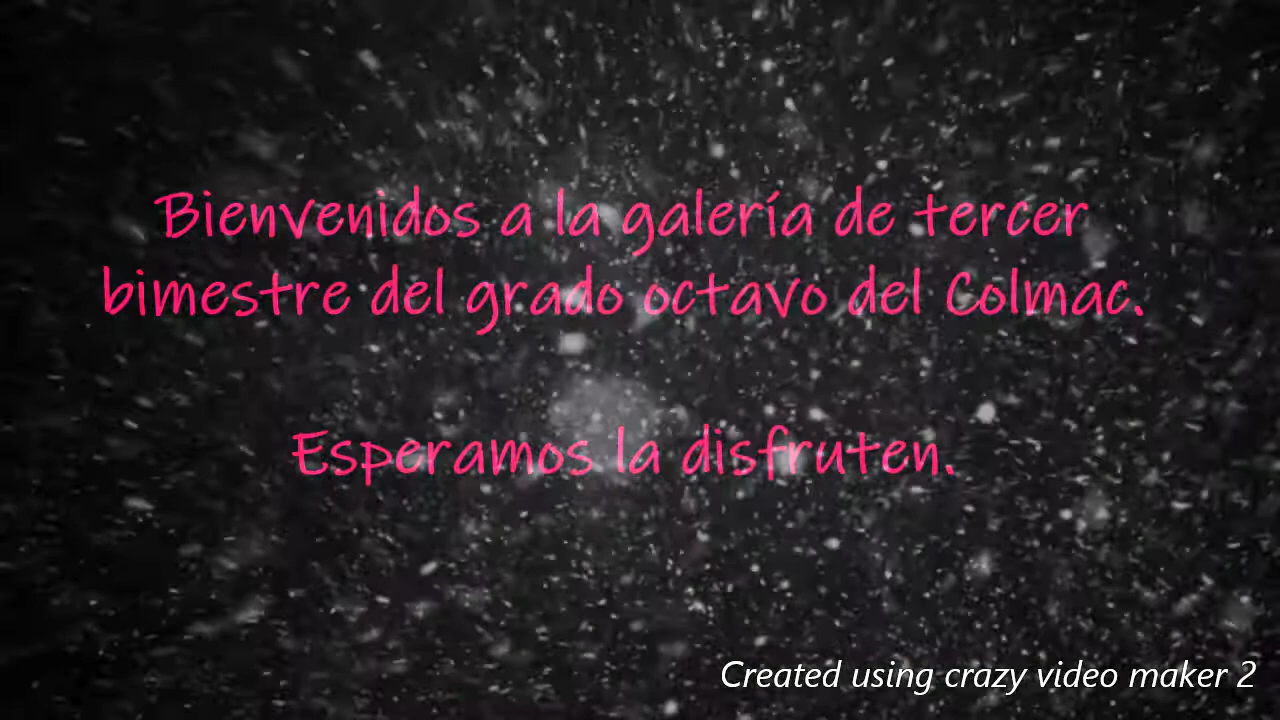 Bienvenidos a la galería de tercer
bimestre del grado octavo del Colmac.
Esperamos la disfruten.
Created using crazy video maker 2